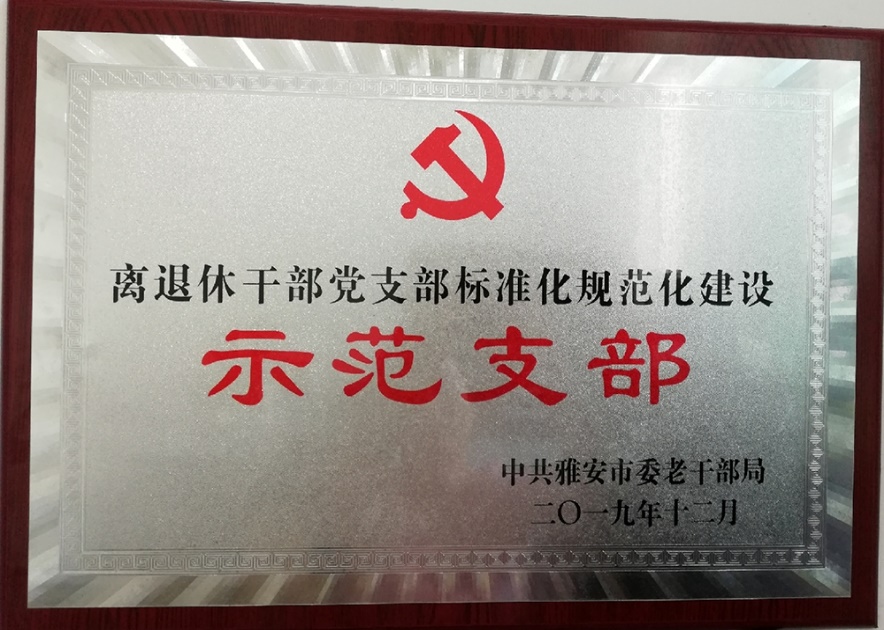 离退休干部党支部标准化规范化建设
示范支部
中共雅安市委老干部局
二〇一九年十二月